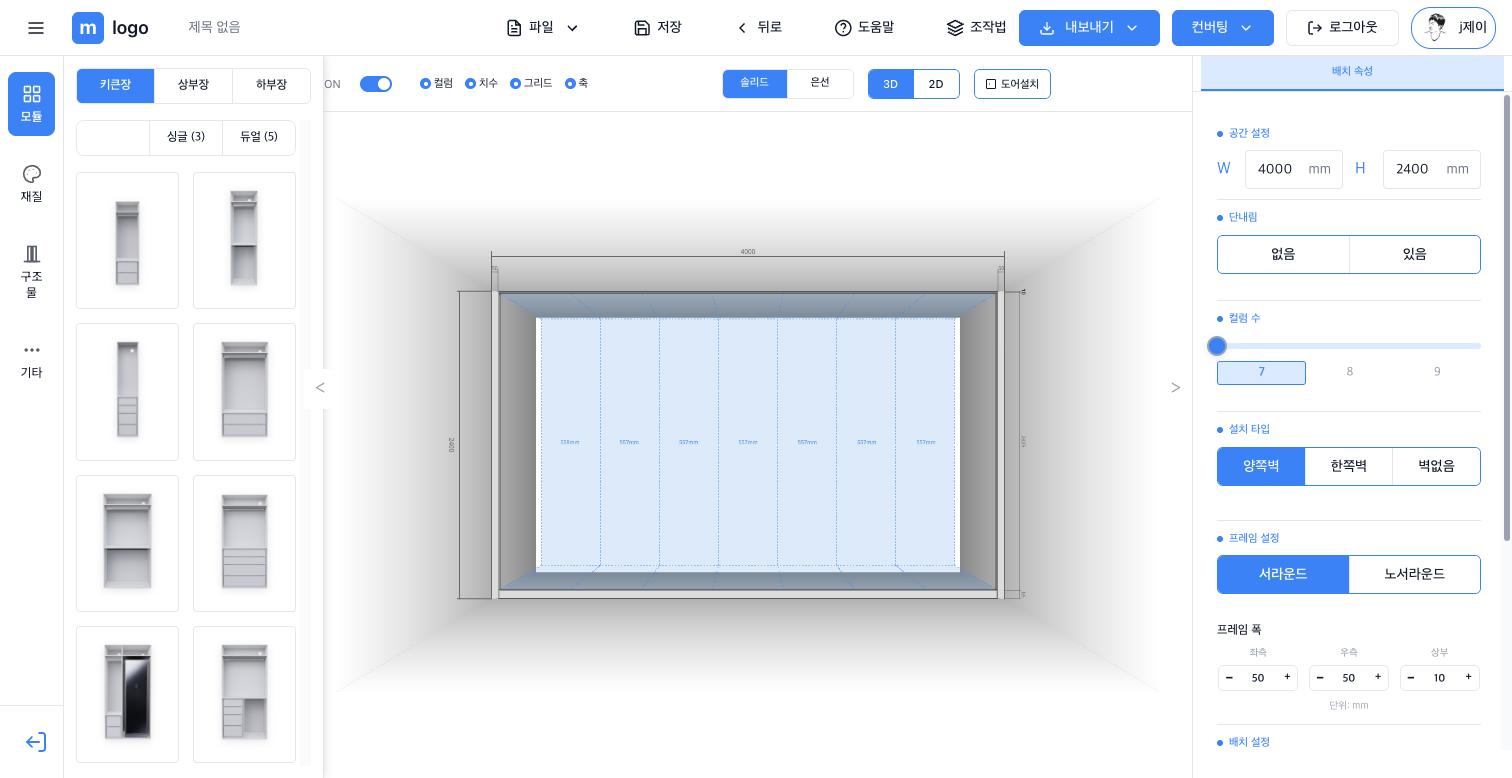 m logo
제목 없음
파일
저장
뒤로
도움말
조작법
내보내기
컨버팅
로그아웃
j제이
모듈
재질
구조
물
기타
키큰장
상부장
하부장
싱글 (3)
듀얼 (5)
ON
컬럼
치수
그리드
축
솔리드
은선
3D
2D
도어설치
<
>
4000
2400
558mm
557mm
557mm
557mm
557mm
557mm
557mm
배치 속성
공간 설정
W 4000 mm H 2400 mm
단내림
없음
있음
컬럼 수
7
8
9
설치 타입
양쪽벽
한쪽벽
벽없음
프레임 설정
서라운드
노서라운드
프레임 폭
좌측
우측
상부
− 50 +
− 50 +
− 10 +
단위: mm
배치 설정